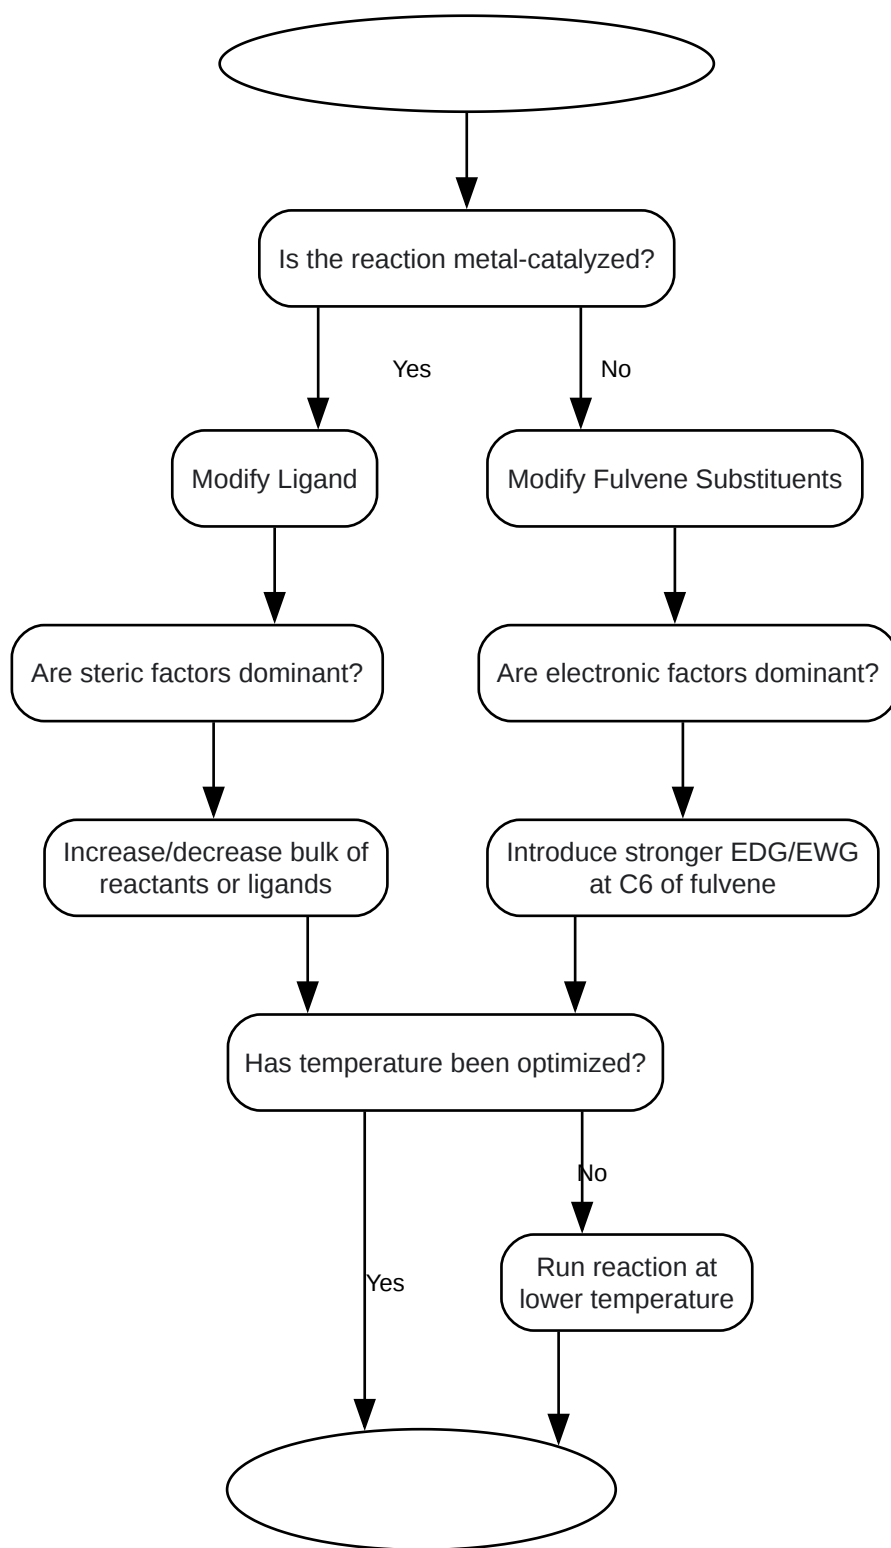 Is the reaction metal-catalyzed?
Yes
No
Modify Ligand
Modify Fulvene Substituents
Are steric factors dominant?
Are electronic factors dominant?
Increase/decrease bulk of
reactants or ligands
Introduce stronger EDG/EWG
at C6 of fulvene
Has temperature been optimized?
No
Yes
Run reaction at
lower temperature